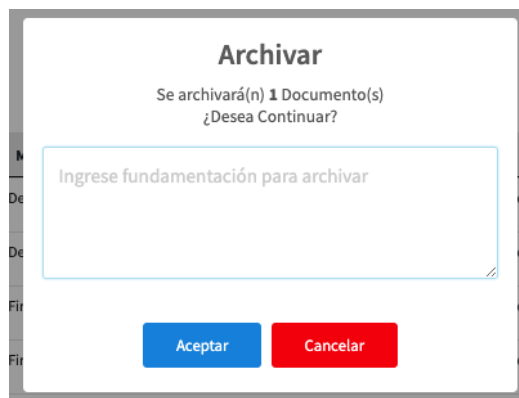 Archivar
Se archivará(n) 1 Documento(s)
¿Desea Continuar?
Ingrese fundamentación para archivar
Aceptar
Cancelar